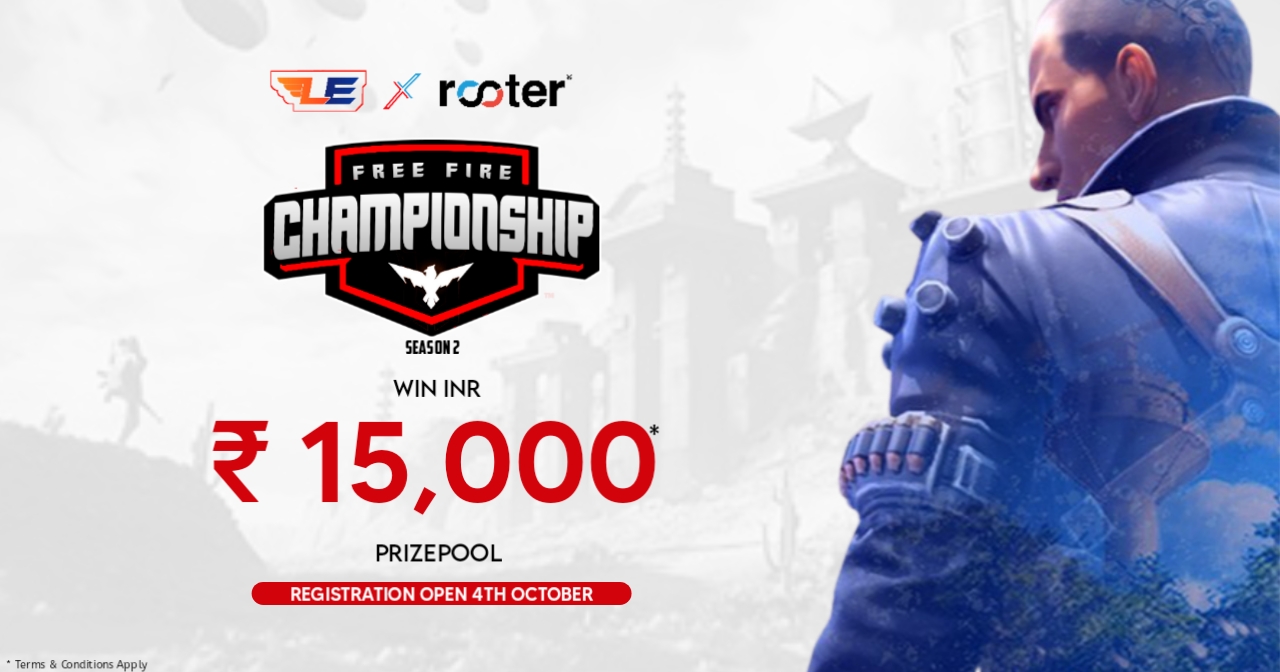 LE X rooter
FREE FIRE
CHAMPIONSHIP
TM
SEASON 2
WIN INR
₹ 15,000*
PRIZEPOOL
REGISTRATION OPEN 4TH OCTOBER
* Terms & Conditions Apply